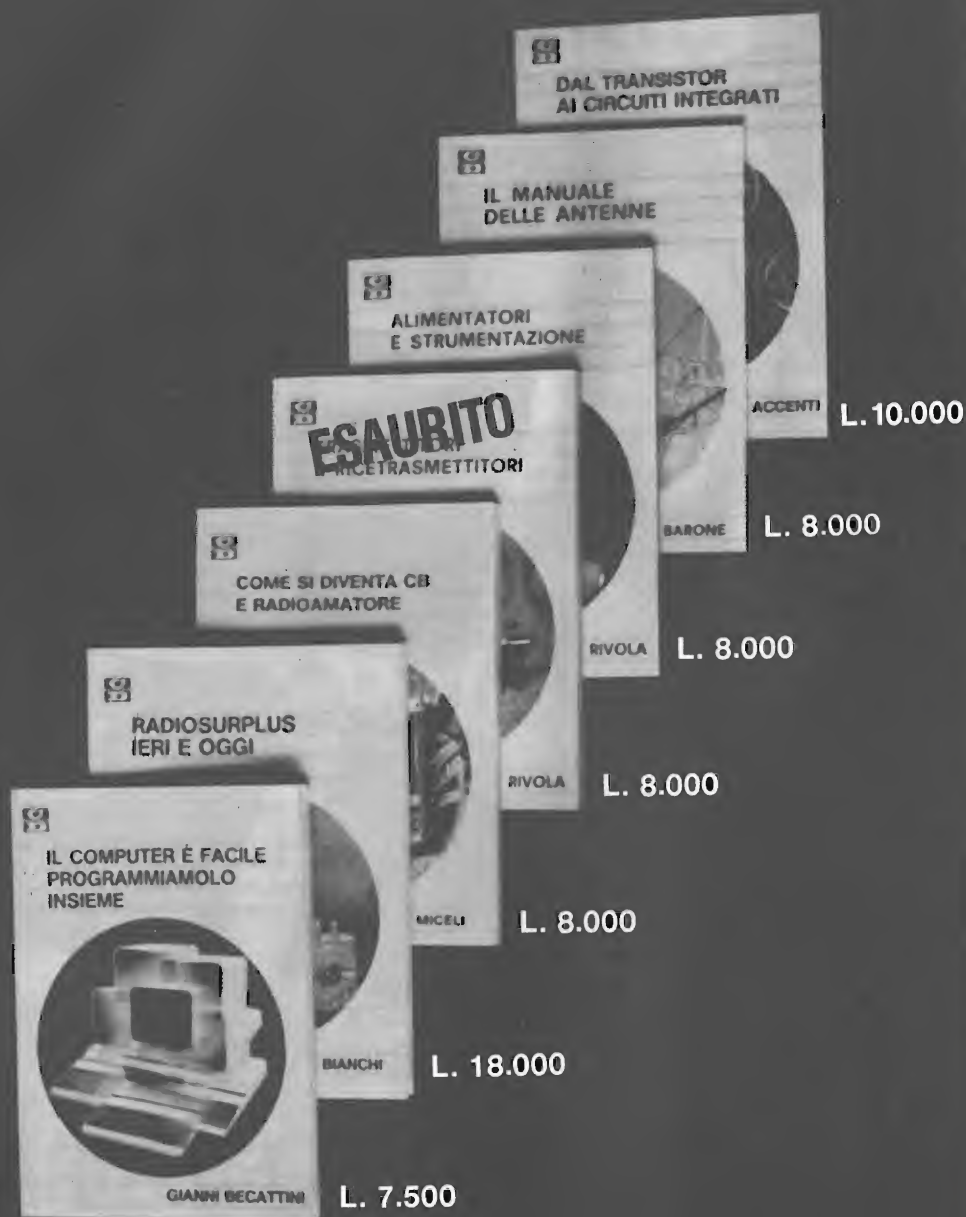 DAL TRANSISTOR
AI CIRCUITI INTEGRATI
ACCENTI
L. 10.000
IL MANUALE
DELLE ANTENNE
BARONE
L. 8.000
ALIMENTATORI
E STRUMENTAZIONE
RIVOLA
L. 8.000
ESAURITO
RICETRASMETTITORI
RIVOLA
L. 8.000
COME SI DIVENTA CB
E RADIOAMATORE
MICELI
L. 8.000
RADIOSURPLUS
IERI E OGGI
BIANCHI
L. 18.000
IL COMPUTER È FACILE
PROGRAMMIAMOLO
INSIEME
GIANNI BECATTINI
L. 7.500